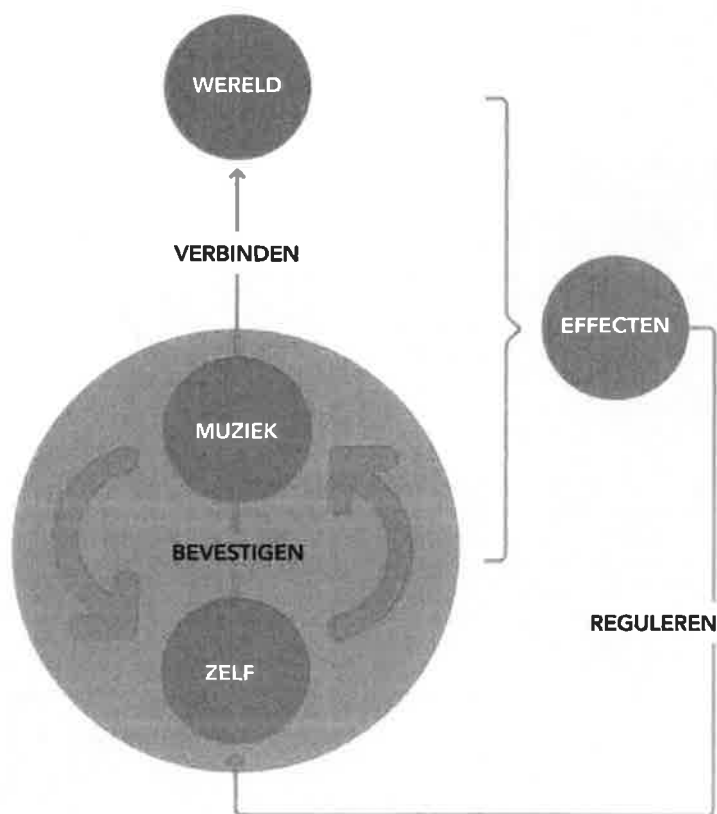 WERELD
VERBINDEN
EFFECTEN
MUZIEK
BEVESTIGEN
REGULEREN
ZELF